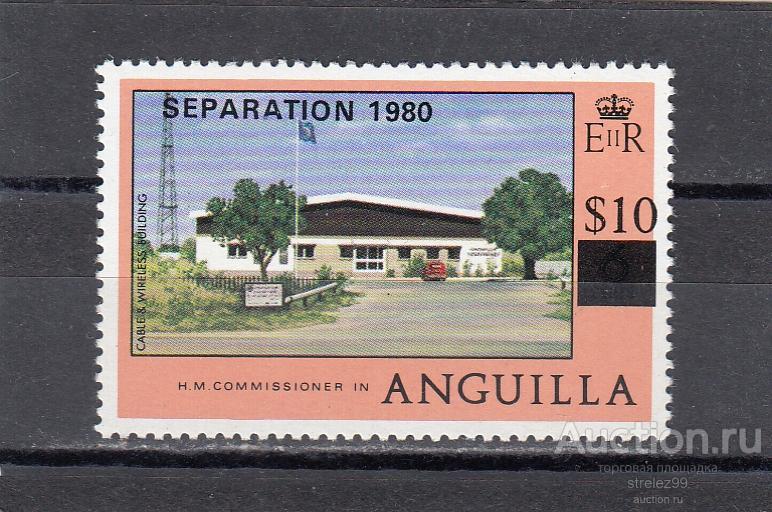 SEPARATION 1980
EIIR
$10
CABLE & WIRELESS BUILDING
H.M. COMMISSIONER IN ANGUILLA
Auction.ru
торговая площадка
strelez99
auction.ru